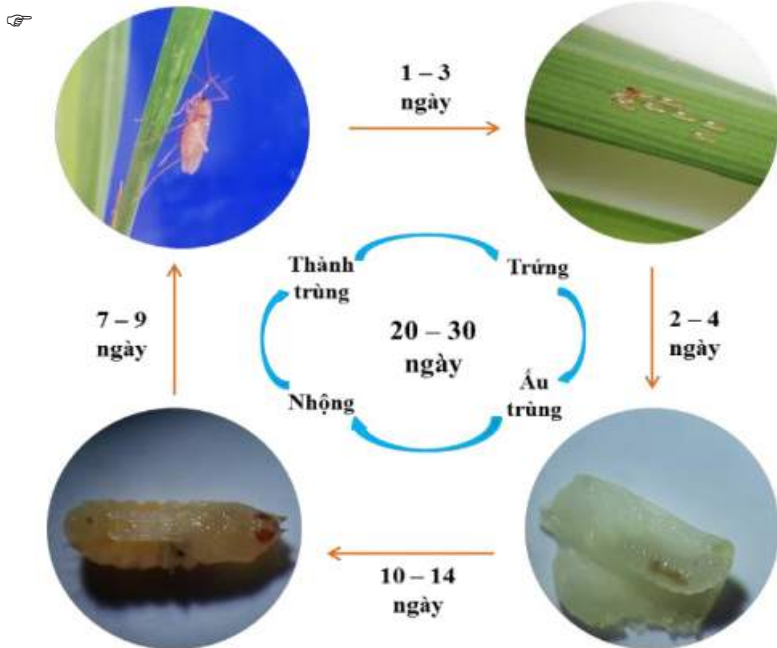 ☞
1 – 3
ngày
Thành
trùng
Trứng
7 – 9
ngày
20 – 30
ngày
2 – 4
ngày
Nhộng
Ấu
trùng
10 – 14
ngày